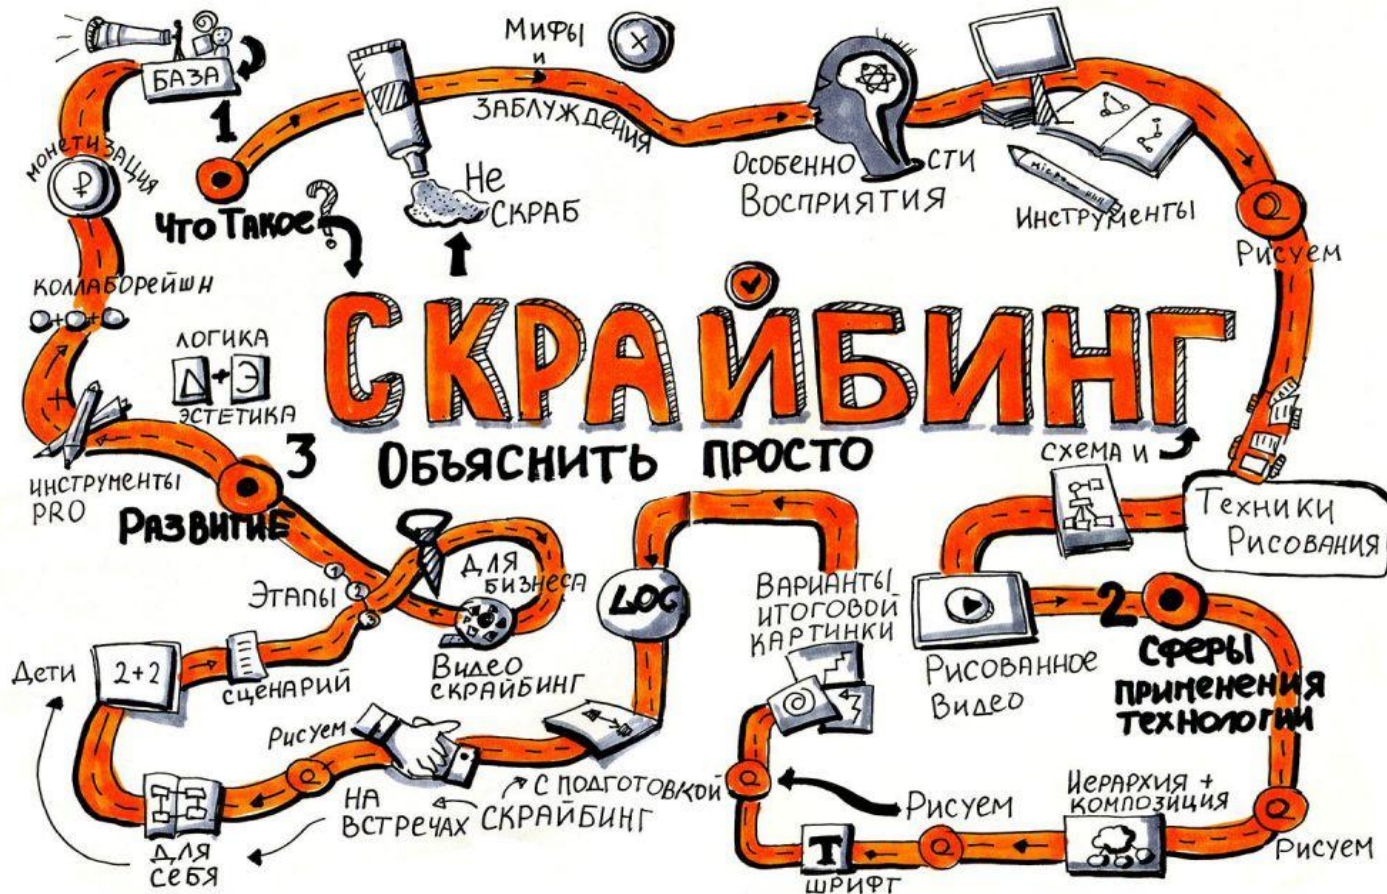 БАЗА
1
МОНЕТИЗАЦИЯ
₽
КОЛЛАБОРЕЙШН
ЧТО ТАКОЕ ?
НЕ
СКРАБ
МИФЫ
И
ЗАБЛУЖДЕНИЯ
ОСОБЕННОСТИ
ВОСПРИЯТИЯ
ИНСТРУМЕНТЫ
РИСУЕМ
СКРАЙБИНГ
ОБЪЯСНИТЬ ПРОСТО
ЛОГИКА
Л + Э
ЭСТЕТИКА
3
РАЗВИТИЕ
ИНСТРУМЕНТЫ
PRO
СХЕМА И
ТЕХНИКИ
РИСОВАНИЯ
РИСОВАННОЕ
ВИДЕО
2
СФЕРЫ
ПРИМЕНЕНИЯ
ТЕХНОЛОГИИ
РИСУЕМ
ИЕРАРХИЯ +
КОМПОЗИЦИЯ
РИСУЕМ
T
ШРИФТ
ВАРИАНТЫ
ИТОГОВОЙ
КАРТИНКИ
LOG
С ПОДГОТОВКОЙ
СКРАЙБИНГ
НА
ВСТРЕЧАХ
РИСУЕМ
ДЛЯ
СЕБЯ
ДЕТИ
2+2
СЦЕНАРИЙ
ЭТАПЫ
1
2
3
ДЛЯ
БИЗНЕСА
ВИДЕО
СКРАЙБИНГ